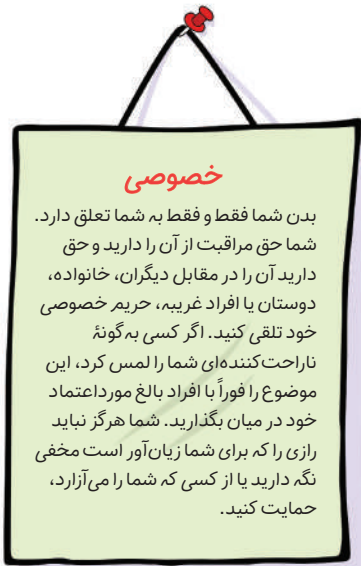 خصوصی
بدن شما فقط و فقط به شما تعلق دارد.
شما حق مراقبت از آن را دارید و حق
دارید آن را در مقابل دیگران، خانواده،
دوستان یا افراد غریبه، حریم خصوصی
خود تلقی کنید. اگر کسی به‌گونهٔ
ناراحت‌کننده‌ای شما را لمس کرد، این
موضوع را فوراً با افراد بالغ مورداعتماد
خود در میان بگذارید. شما هرگز نباید
رازی را که برای شما زیان‌آور است مخفی
نگه دارید یا از کسی که شما را می‌آزارد،
حمایت کنید.